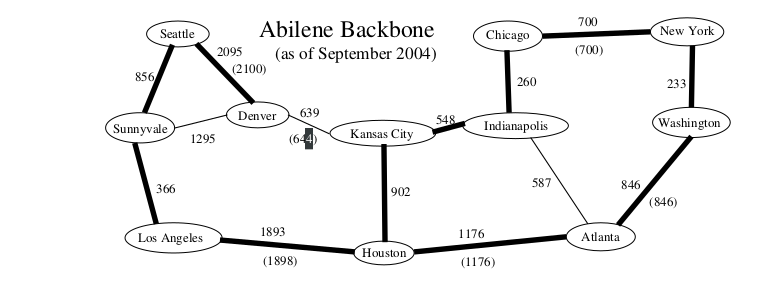 Abilene Backbone
(as of September 2004)
Seattle
2095
(2100)
856
Chicago
700
(700)
New York
260
233
Sunnyvale
1295
Denver
639
(644)
Kansas City
548
Indianapolis
Washington
366
902
587
846
(846)
Los Angeles
1893
(1898)
Houston
1176
(1176)
Atlanta